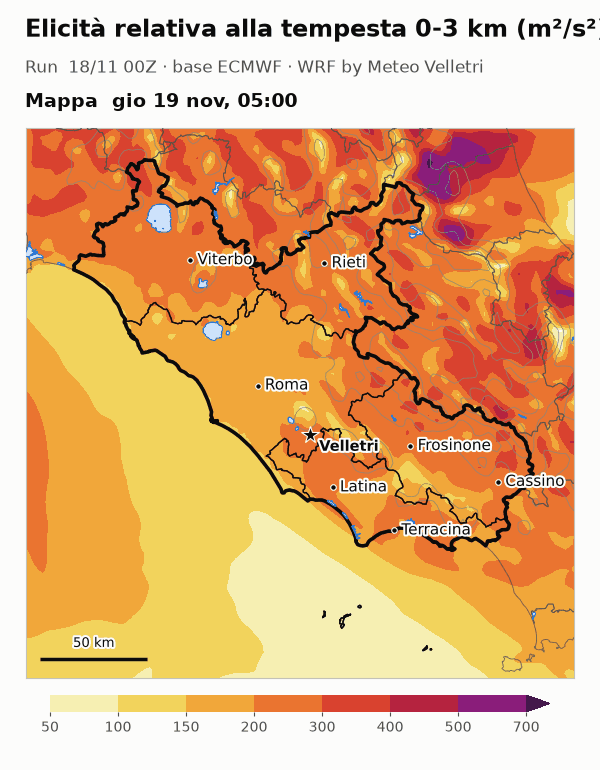 Elicità relativa alla tempesta 0-3 km (m²/s²)
Run 18/11 00Z · base ECMWF · WRF by Meteo Velletri
Mappa gio 19 nov, 05:00
Viterbo
Rieti
Roma
Velletri
Frosinone
Latina
Cassino
Terracina
50 km
50 100 150 200 300 400 500 700